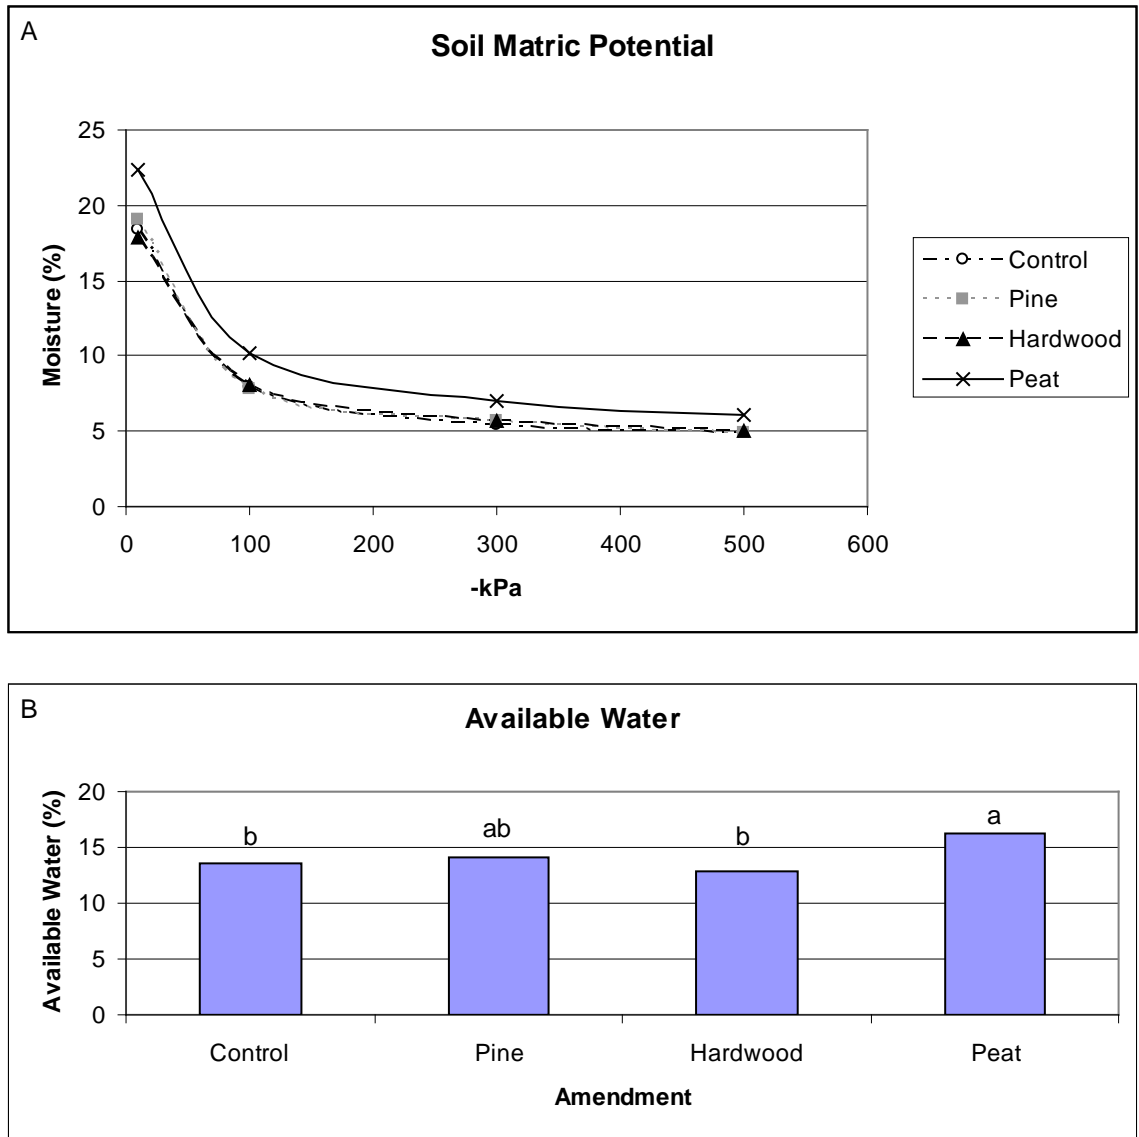 A
Soil Matric Potential
25
20
15
10
5
0
Moisture (%)
0 100 200 300 400 500 600
-kPa
Control
Pine
Hardwood
Peat
B
Available Water
20
15
10
5
0
Available Water (%)
b ab b a
Control Pine Hardwood Peat
Amendment